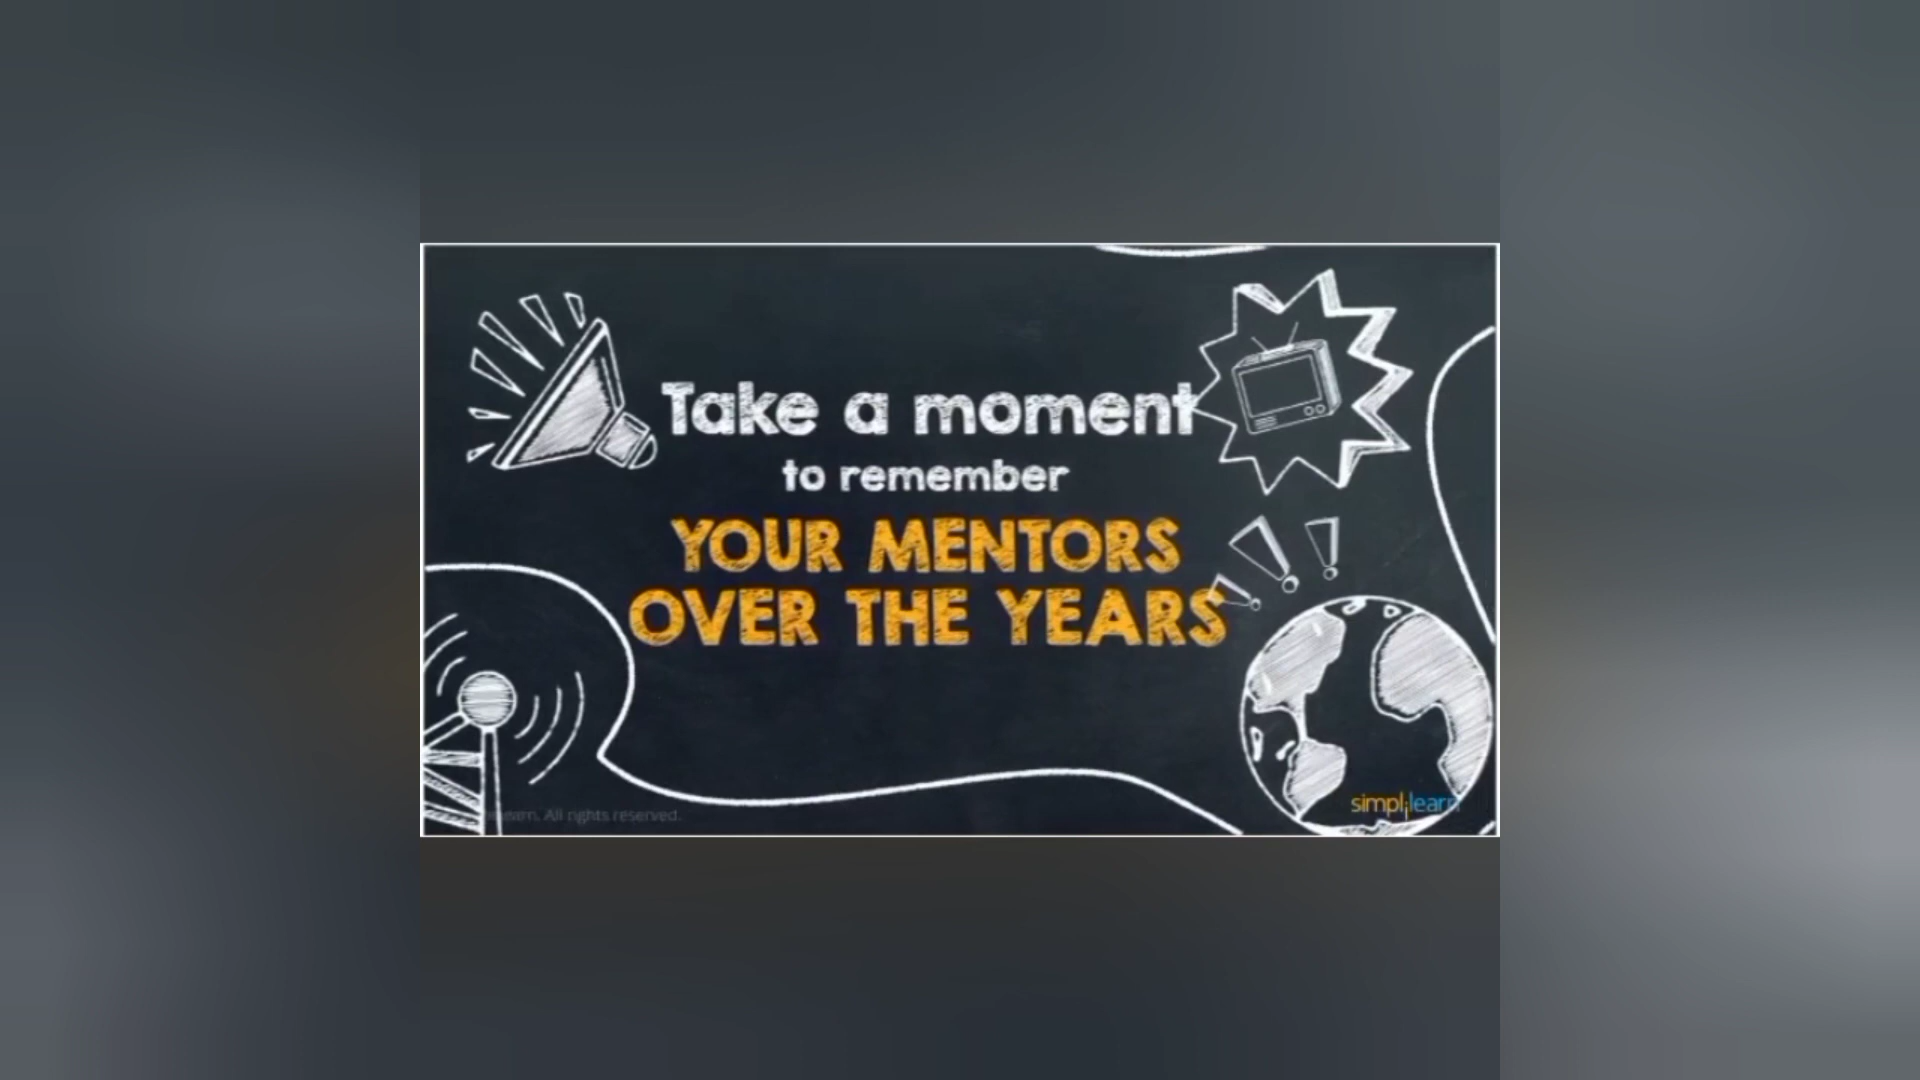 Take a moment
to remember
YOUR MENTORS
OVER THE YEARS
All rights reserved.
simplilearn